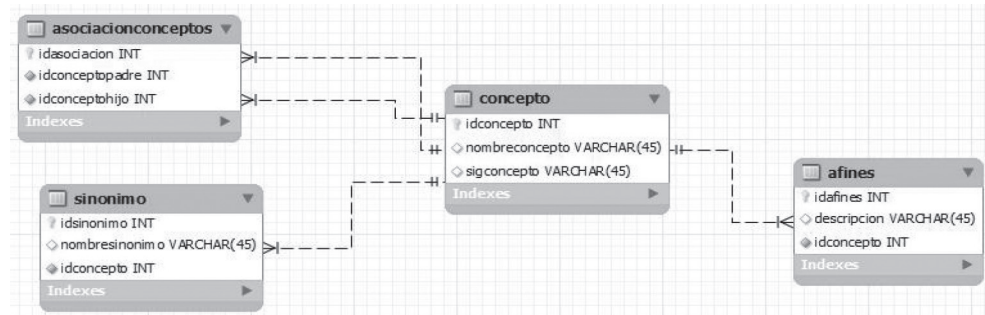 asociacionconceptos
idasociacion INT
idconceptopadre INT
idconceptohijo INT
Indexes
concepto
idconcepto INT
nombreconcepto VARCHAR(45)
sigconcepto VARCHAR(45)
Indexes
sinonimo
idsinonimo INT
nombresinonimo VARCHAR(45)
idconcepto INT
Indexes
afines
idafines INT
descripcion VARCHAR(45)
idconcepto INT
Indexes